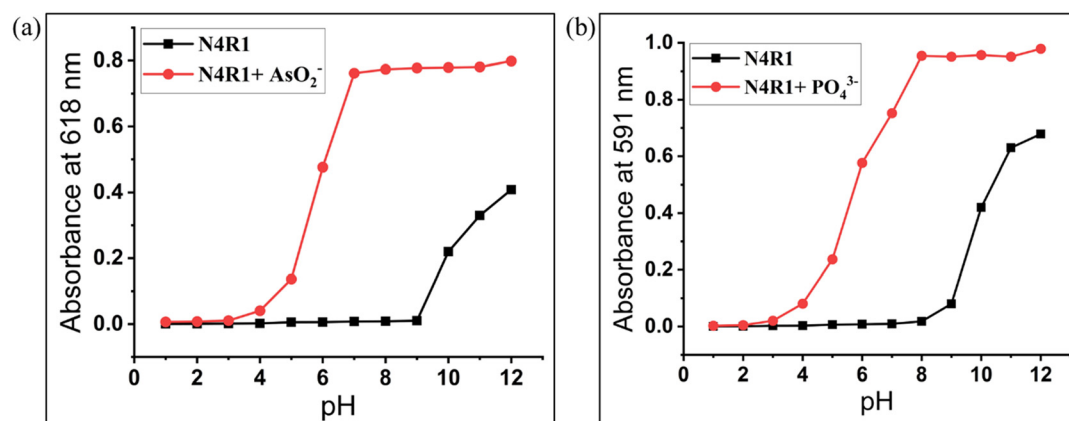 (a)
N4R1
N4R1+ AsO₂⁻
Absorbance at 618 nm
0.8
0.6
0.4
0.2
0.0
0 2 4 6 8 10 12
pH
(b)
N4R1
N4R1+ PO₄³⁻
Absorbance at 591 nm
1.0
0.8
0.6
0.4
0.2
0.0
0 2 4 6 8 10 12
pH